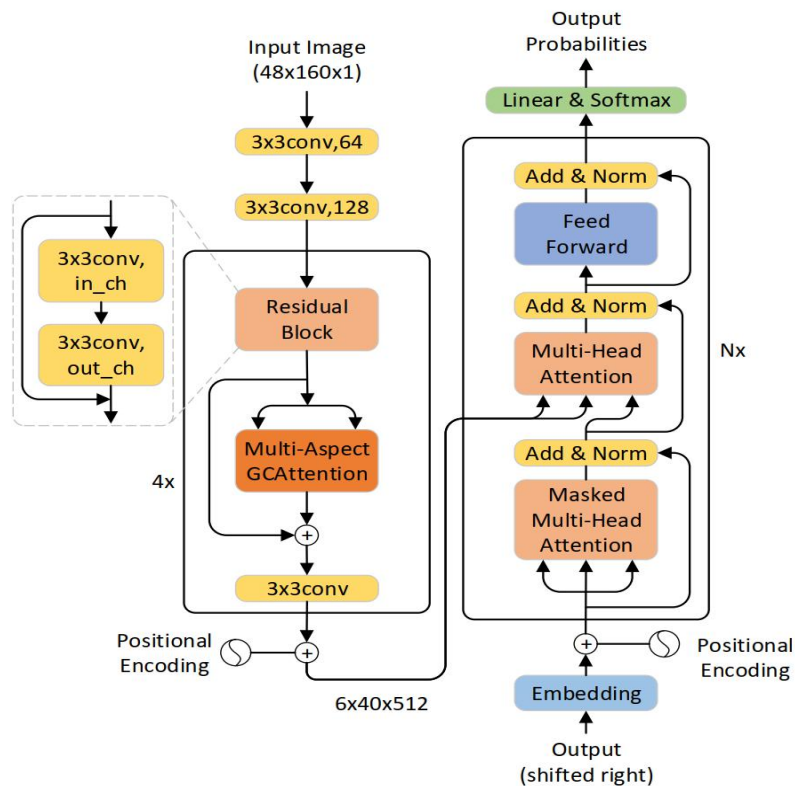 Input Image
(48x160x1)
3x3conv,64
3x3conv,128
3x3conv,
in_ch
3x3conv,
out_ch
Residual
Block
Multi-Aspect
GCAttention
4x
+
3x3conv
Positional
Encoding
+
6x40x512
Output
Probabilities
Linear & Softmax
Add & Norm
Feed
Forward
Add & Norm
Multi-Head
Attention
Nx
Add & Norm
Masked
Multi-Head
Attention
+
Positional
Encoding
Embedding
Output
(shifted right)